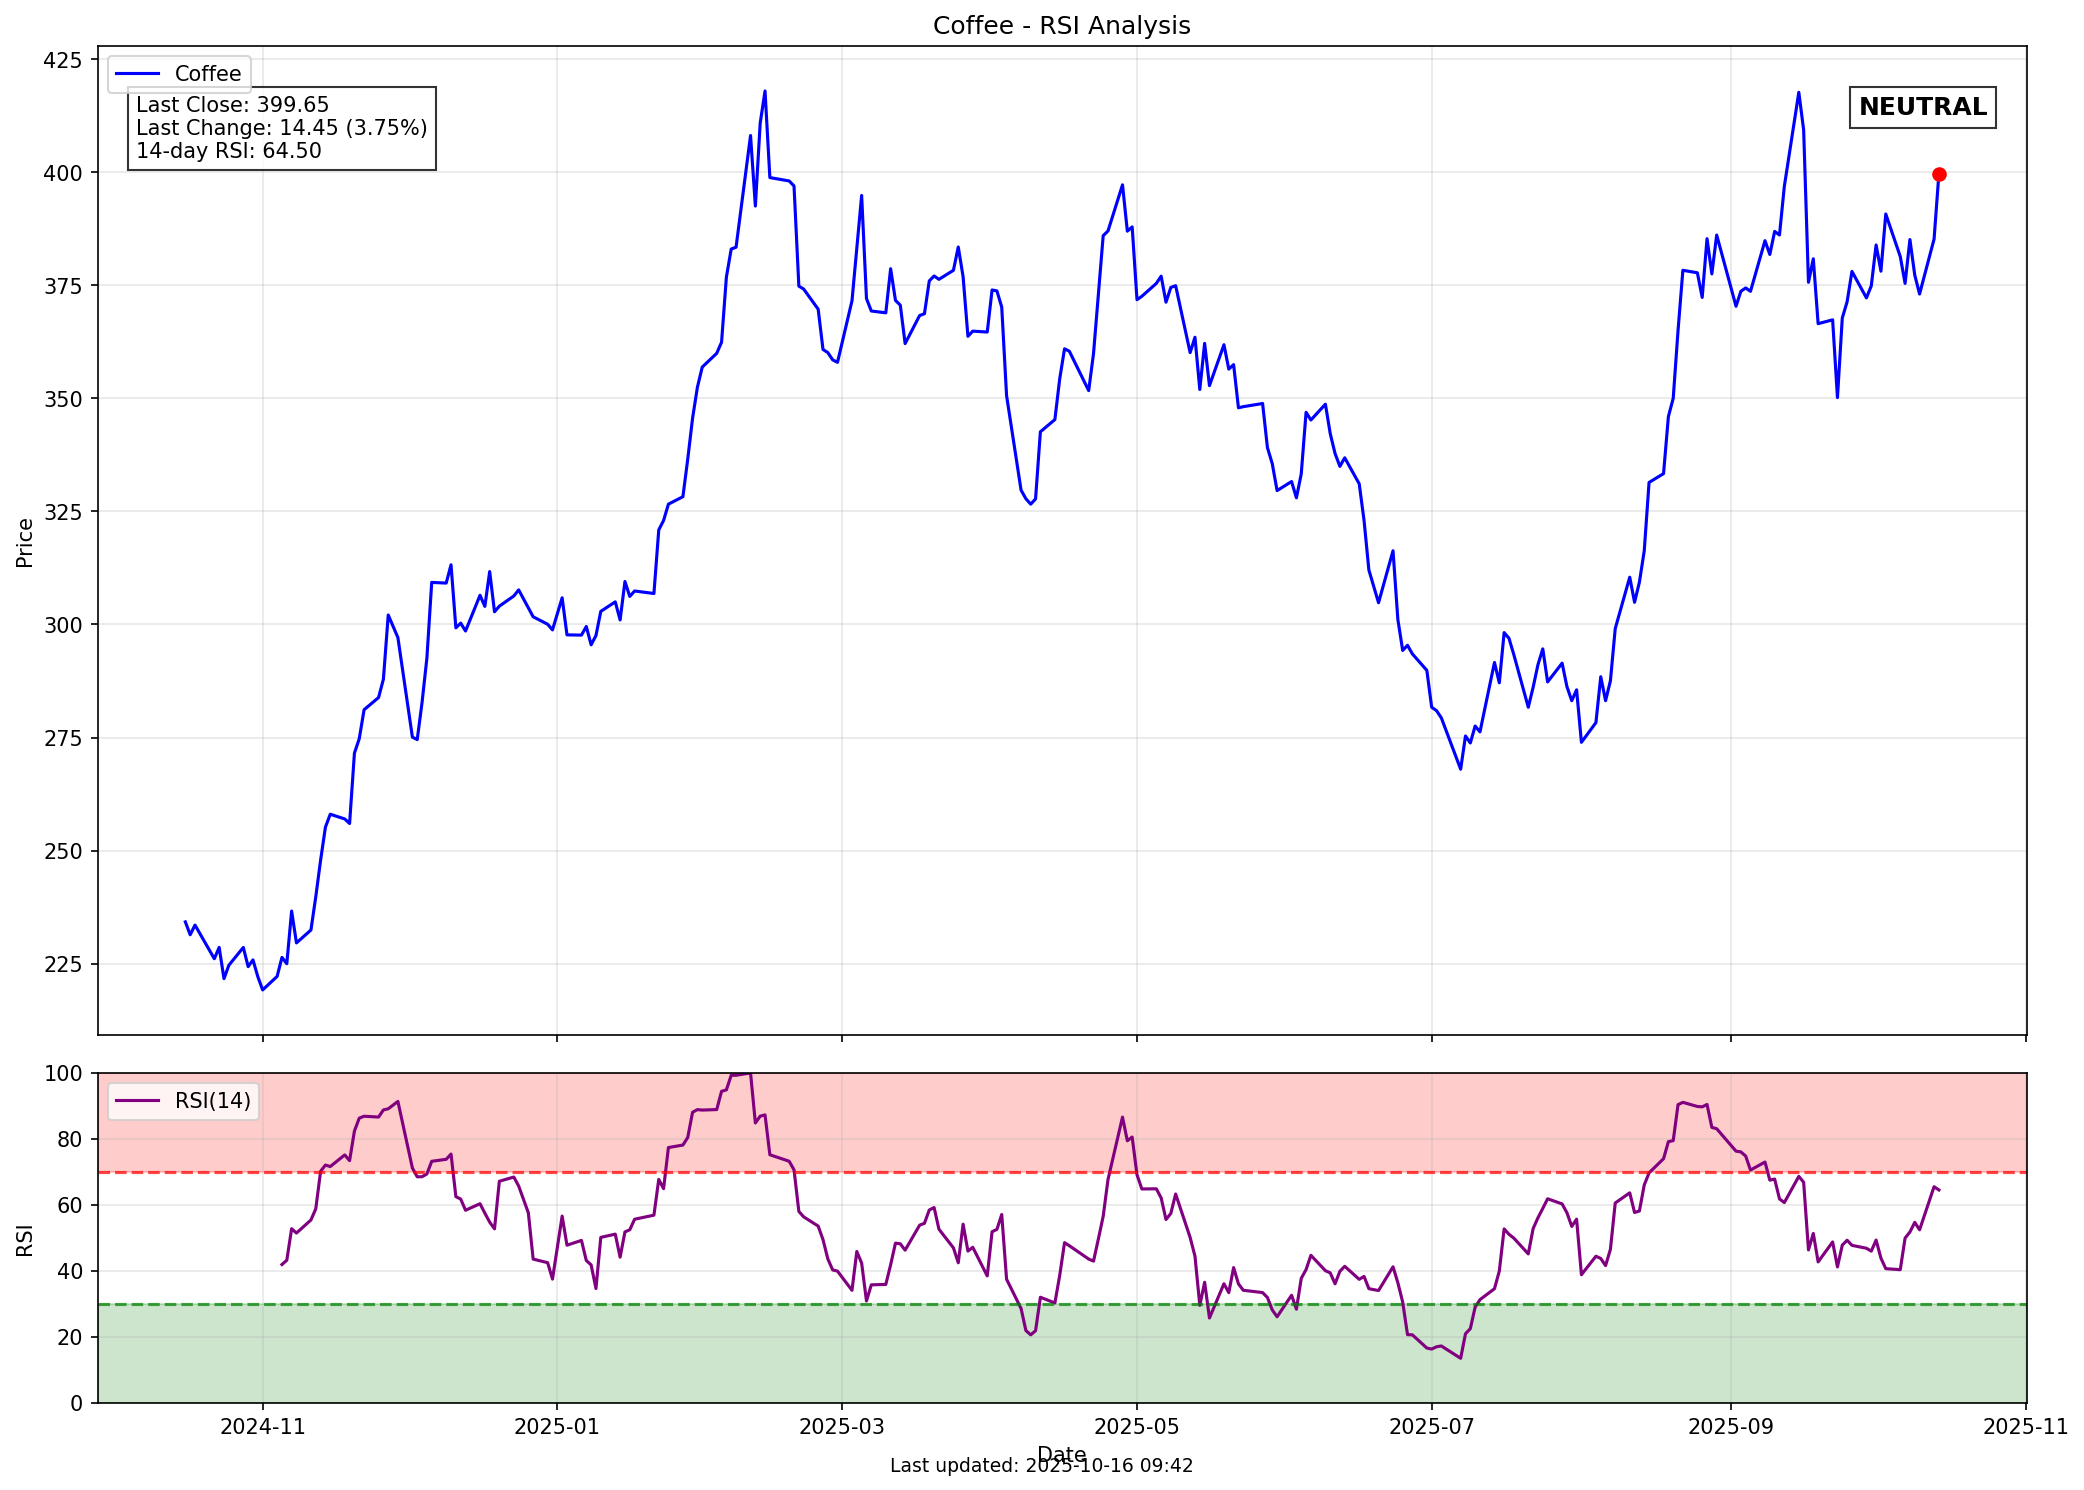 Coffee - RSI Analysis
425
400
375
350
325
300
275
250
225
Price
Coffee
Last Close: 399.65
Last Change: 14.45 (3.75%)
14-day RSI: 64.50
NEUTRAL
100
80
60
40
20
0
RSI
RSI(14)
2024-11
2025-01
2025-03
2025-05
2025-07
2025-09
2025-11
Date
Last updated: 2025-10-16 09:42